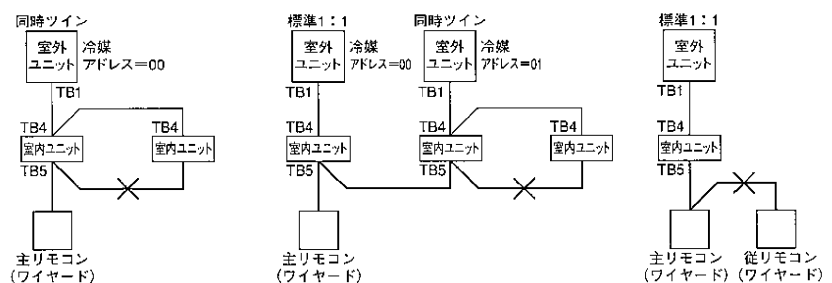 同時ツイン
室外
ユニット
冷媒
アドレス=00
TB1
TB4
TB4
室内ユニット
室内ユニット
TB5
主リモコン
(ワイヤード)
標準1:1
同時ツイン
室外
ユニット
冷媒
アドレス=00
室外
ユニット
冷媒
アドレス=01
TB1
TB1
TB4
TB4
TB4
室内ユニット
室内ユニット
室内ユニット
TB5
TB5
主リモコン
(ワイヤード)
標準1:1
室外
ユニット
TB1
TB4
室内ユニット
TB5
主リモコン
(ワイヤード)
従リモコン
(ワイヤード)